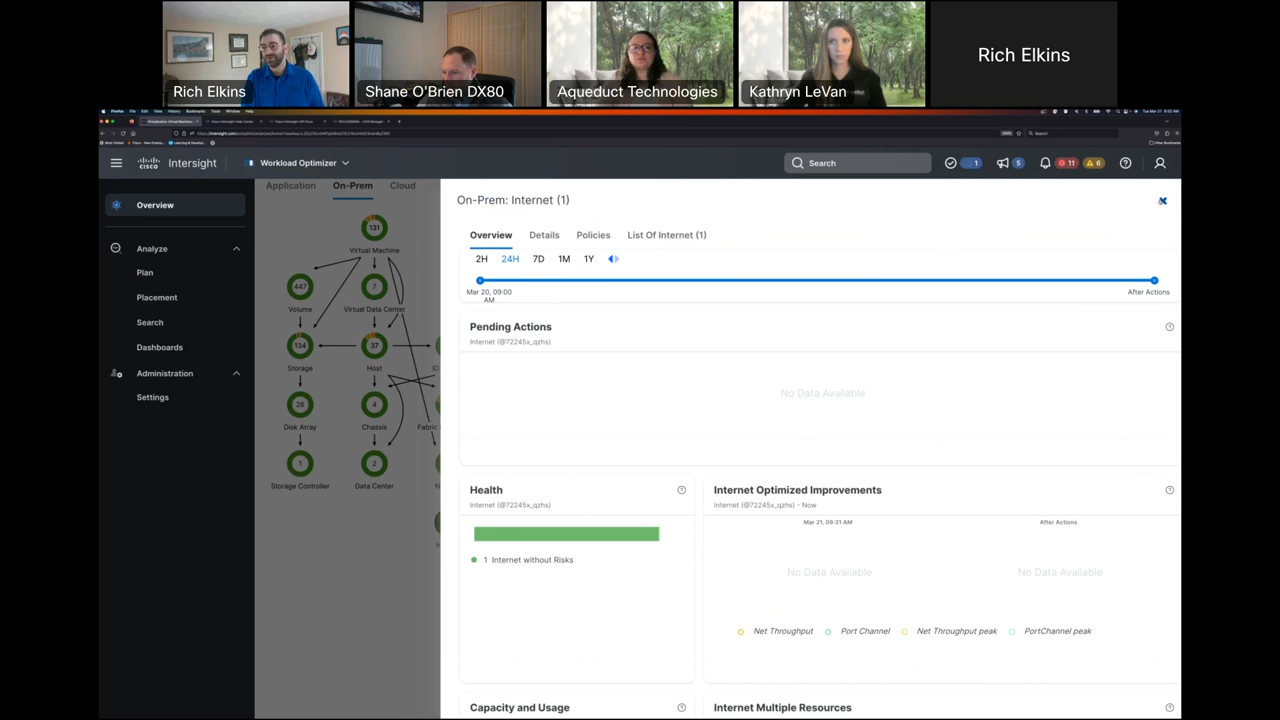 Rich Elkins
Shane O'Brien DX80
Aqueduct Technologies
Kathryn LeVan
Rich Elkins
CISCO
Intersight
Workload Optimizer
Search
1
5
11
6
Overview
Analyze
Plan
Placement
Search
Dashboards
Administration
Settings
Application
On-Prem
Cloud
131
Virtual Machine
447
Volume
7
Virtual Data Center
134
Storage
37
Host
26
Disk Array
4
Chassis
Fabric
1
Storage Controller
2
Data Center
On-Prem: Internet (1)
Overview
Details
Policies
List Of Internet (1)
2H
24H
7D
1M
1Y
Mar 20, 09:00
AM
After Actions
Pending Actions
Internet (@72245x_qzhs)
No Data Available
Health
Internet (@72245x_qzhs)
1 Internet without Risks
Internet Optimized Improvements
Internet (@72245x_qzhs) - Now
Mar 21, 09:31 AM
After Actions
No Data Available
No Data Available
Net Throughput
Port Channel
Net Throughput peak
PortChannel peak
Capacity and Usage
Internet Multiple Resources